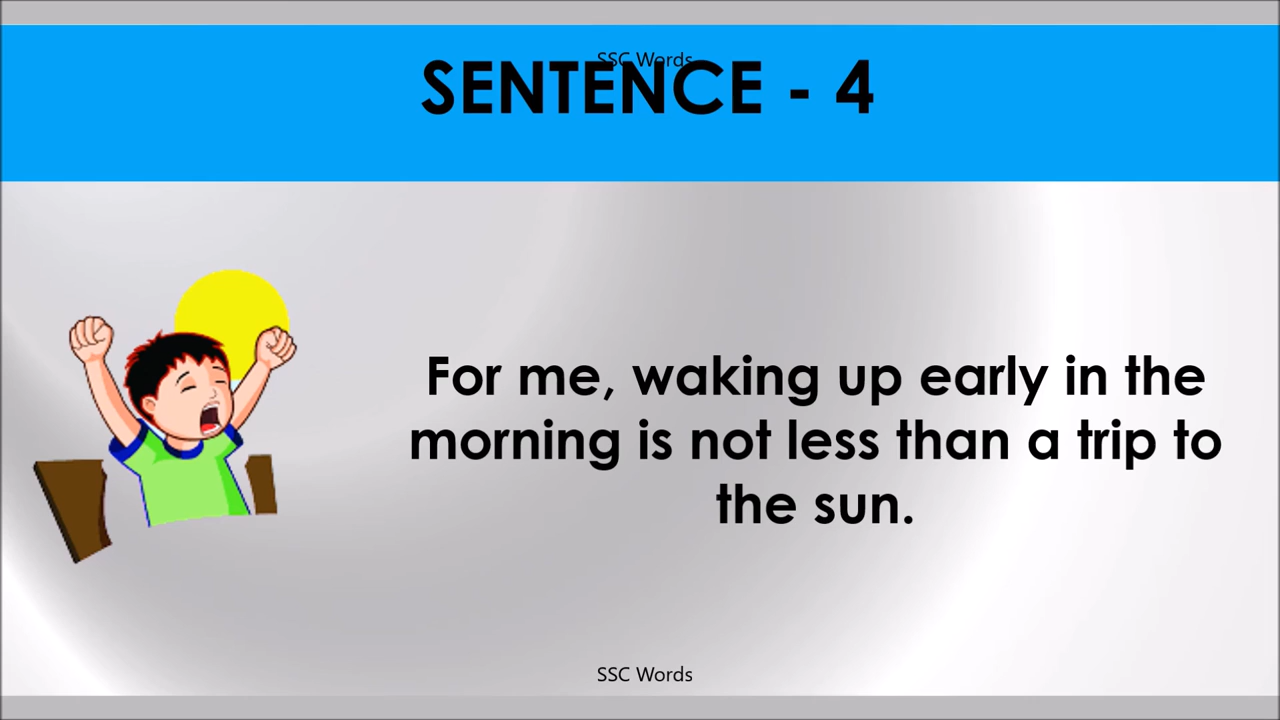 SSC Words
SENTENCE - 4
For me, waking up early in the
morning is not less than a trip to
the sun.
SSC Words